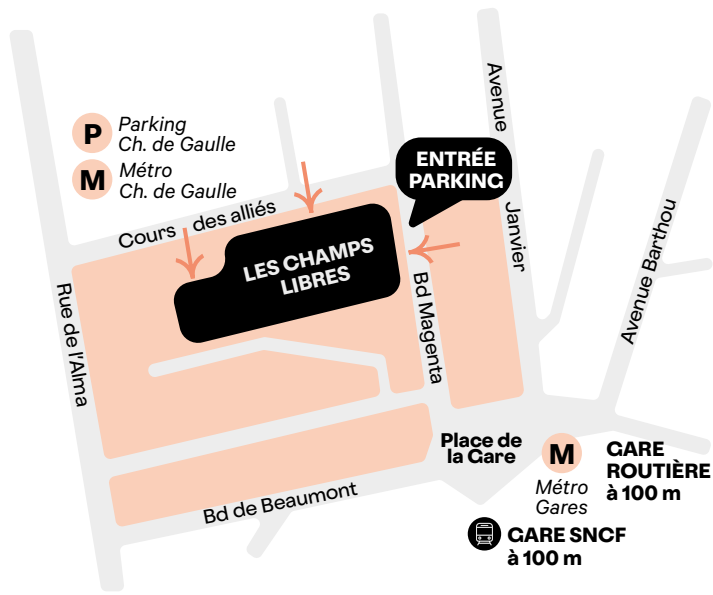 P
Parking
Ch. de Gaulle
M
Métro
Ch. de Gaulle
Avenue
Janvier
ENTRÉE
PARKING
Cours des alliés
LES CHAMPS
LIBRES
Rue de l'Alma
Bd Magenta
Avenue Barthou
Place de
la Gare
M
Métro
Gares
GARE
ROUTIÈRE
à 100 m
Bd de Beaumont
GARE SNCF
à 100 m